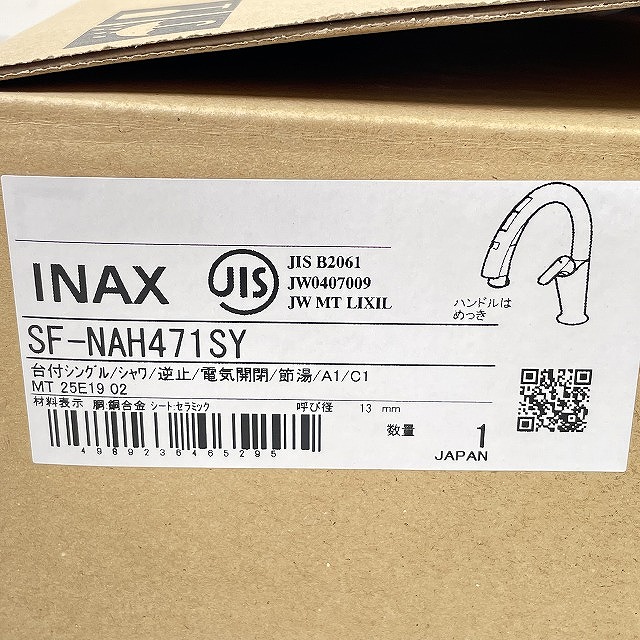 INAX
JIS
JIS B2061
JW0407009
JW MT LIXIL
ハンドルは
めっき
SF-NAH471SY
台付シングル/シャワ/逆止/電気開閉/節湯/A1/C1
MT 25E19 02
材料表示 胴:銅合金 シート:セラミック 呼び径 13 mm
4989236465295
数量 1
JAPAN